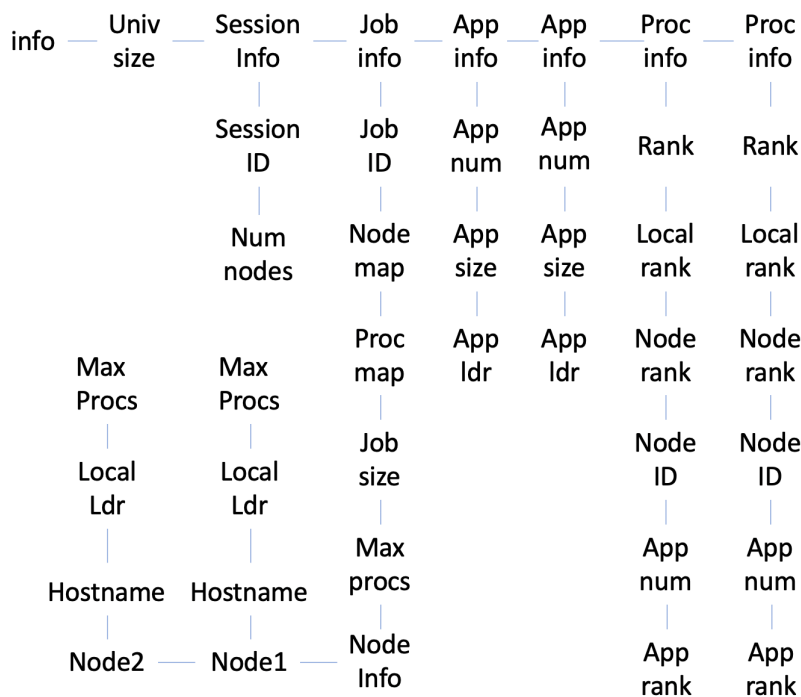 info
Univ
size
Session
Info
Job
info
App
info
App
info
Proc
info
Proc
info
Session
ID
Job
ID
App
num
App
num
Rank
Rank
Num
nodes
Node
map
App
size
App
size
Local
rank
Local
rank
Max
Procs
Max
Procs
Proc
map
App
ldr
App
ldr
Node
rank
Node
rank
Local
Ldr
Local
Ldr
Job
size
Node
ID
Node
ID
Hostname
Hostname
Max
procs
App
num
App
num
Node2
Node1
Node
Info
App
rank
App
rank